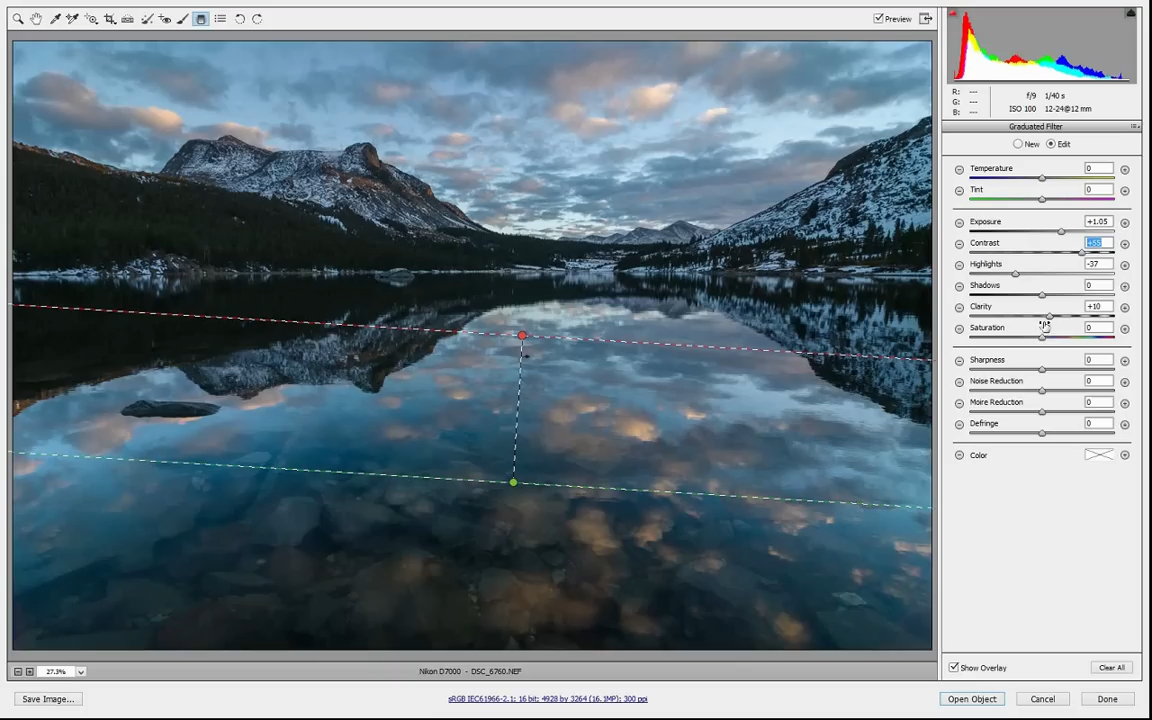 Preview
R: ---
G: ---
B: ---
f/9 1/40 s
ISO 100 12-24@12 mm
Graduated Filter
New Edit
Temperature 0
Tint 0
Exposure +1.05
Contrast +55
Highlights -37
Shadows 0
Clarity +10
Saturation 0
Sharpness 0
Noise Reduction 0
Moire Reduction 0
Defringe 0
Color
27.3%
Nikon D7000 - DSC_6760.NEF
Show Overlay
Clear All
Save Image...
sRGB IEC61966-2.1; 16 bit; 4928 by 3264 (16.1MP); 300 ppi
Open Object
Cancel
Done